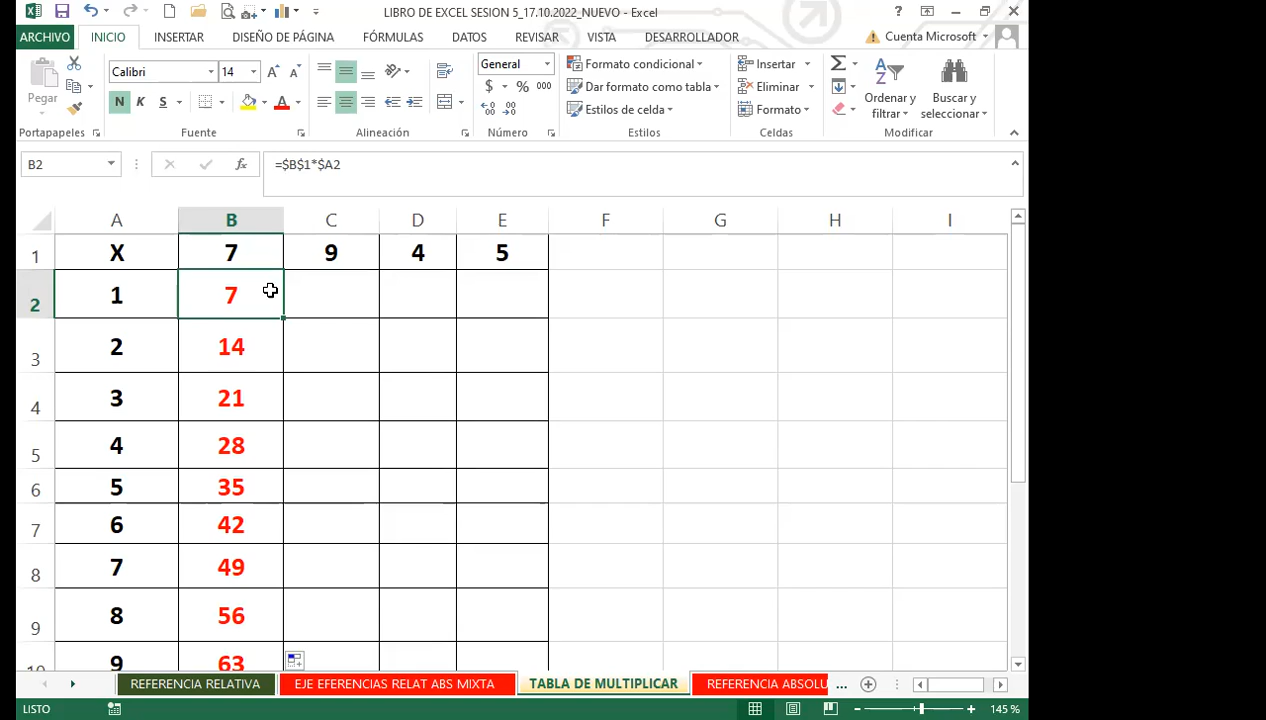 LIBRO DE EXCEL SESION 5_17.10.2022_NUEVO - Excel
ARCHIVO INICIO INSERTAR DISEÑO DE PÁGINA FÓRMULAS DATOS REVISAR VISTA DESARROLLADOR Cuenta Microsoft
Pegar
Calibri 14
N K S
General
$ % 000
Formato condicional
Dar formato como tabla
Estilos de celda
Insertar
Eliminar
Formato
Ordenar y filtrar
Buscar y seleccionar
Portapapeles Fuente Alineación Número Estilos Celdas Modificar
B2 fx =$B$1*$A2
A B C D E F G H I
1 X 7 9 4 5
2 1 7
3 2 14
4 3 21
5 4 28
6 5 35
7 6 42
8 7 49
9 8 56
10 9 63
REFERENCIA RELATIVA EJE EFERENCIAS RELAT ABS MIXTA TABLA DE MULTIPLICAR REFERENCIA ABSOLU ...
LISTO 145 %